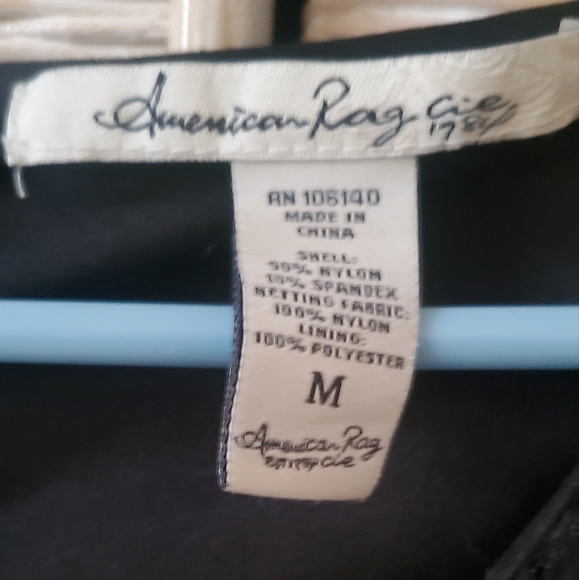 American Rag Cie
RN 106140
MADE IN
CHINA
SHELL:
90% NYLON
10% SPANDEX
NETTING FABRIC:
100% NYLON
LINING:
100% POLYESTER
M
American Rag
cie